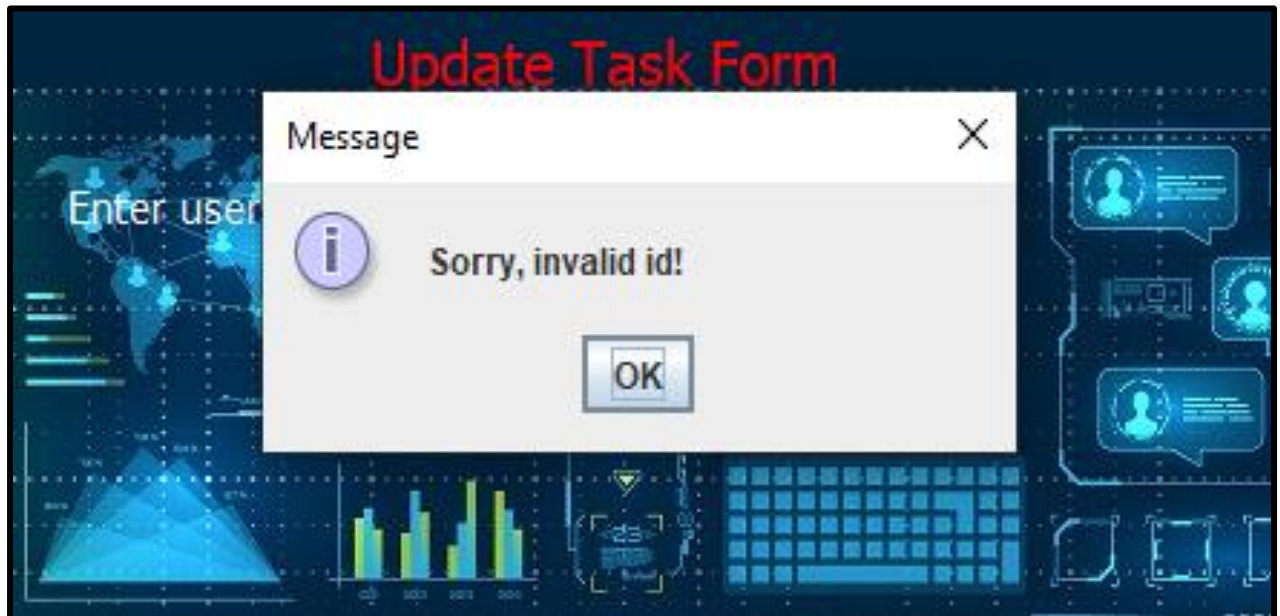 Update Task Form
Message
Enter user
Sorry, invalid id!
OK